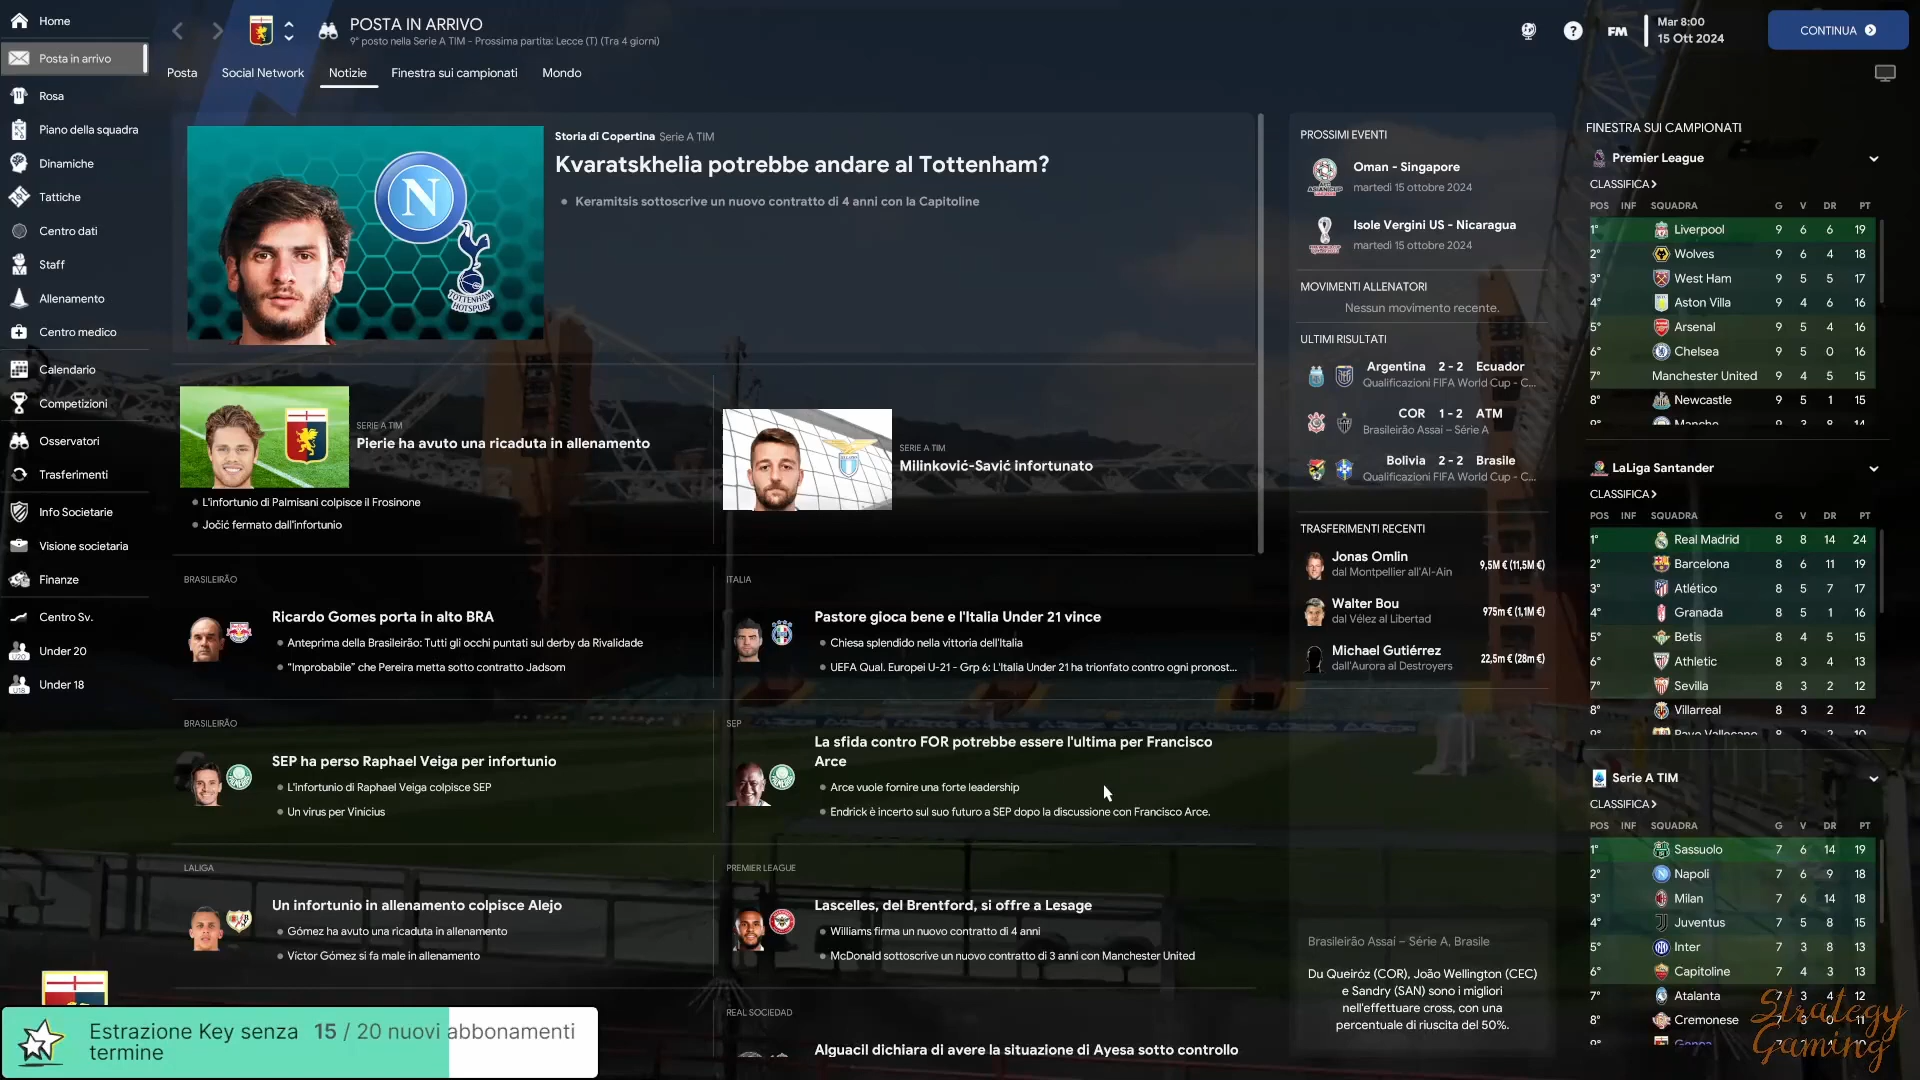 Home
Posta in arrivo
Rosa
Piano della squadra
Dinamiche
Tattiche
Centro dati
Staff
Allenamento
Centro medico
Calendario
Competizioni
Osservatori
Trasferimenti
Info Societarie
Visione societaria
Finanze
Centro Sv.
Under 20
Under 18
POSTA IN ARRIVO
9° posto nella Serie A TIM - Prossima partita: Lecce (T) (Tra 4 giorni)
FM
Mar 8:00
15 Ott 2024
CONTINUA
Posta Social Network Notizie Finestra sui campionati Mondo
Storia di Copertina Serie A TIM
Kvaratskhelia potrebbe andare al Tottenham?
Keramitsis sottoscrive un nuovo contratto di 4 anni con la Capitoline
N
TOTTENHAM
HOTSPUR
SERIE A TIM
Pierie ha avuto una ricaduta in allenamento
L'infortunio di Palmisani colpisce il Frosinone
Jočić fermato dall'infortunio
SERIE A TIM
Milinković-Savić infortunato
BRASILEIRÃO
Ricardo Gomes porta in alto BRA
Anteprima della Brasileirão: Tutti gli occhi puntati sul derby da Rivalidade
“Improbabile” che Pereira metta sotto contratto Jadsom
ITALIA
Pastore gioca bene e l'Italia Under 21 vince
Chiesa splendido nella vittoria dell'Italia
UEFA Qual. Europei U-21 - Grp 6: L'Italia Under 21 ha trionfato contro ogni pronost...
BRASILEIRÃO
SEP ha perso Raphael Veiga per infortunio
L'infortunio di Raphael Veiga colpisce SEP
Un virus per Vinícius
SEP
La sfida contro FOR potrebbe essere l'ultima per Francisco
Arce
Arce vuole fornire una forte leadership
Endrick è incerto sul suo futuro a SEP dopo la discussione con Francisco Arce.
LALIGA
Un infortunio in allenamento colpisce Alejo
Gómez ha avuto una ricaduta in allenamento
Víctor Gómez si fa male in allenamento
PREMIER LEAGUE
Lascelles, del Brentford, si offre a Lesage
Williams firma un nuovo contratto di 4 anni
McDonald sottoscrive un nuovo contratto di 3 anni con Manchester United
REAL SOCIEDAD
Alguacil dichiara di avere la situazione di Ayesa sotto controllo
PROSSIMI EVENTI
Oman - Singapore
martedì 15 ottobre 2024
Isole Vergini US - Nicaragua
martedì 15 ottobre 2024
MOVIMENTI ALLENATORI
Nessun movimento recente.
ULTIMI RISULTATI
Argentina 2 - 2 Ecuador
Qualificazioni FIFA World Cup - C...
COR 1 - 2 ATM
Brasileirão Assaí – Série A
Bolivia 2 - 2 Brasile
Qualificazioni FIFA World Cup - C...
TRASFERIMENTI RECENTI
Jonas Omlin
dal Montpellier all'Al-Ain
9,5M € (11,5M €)
Walter Bou
dal Vélez al Libertad
975m € (1,1M €)
Michael Gutiérrez
dall'Aurora al Destroyers
22,5m € (28m €)
Brasileirão Assaí – Série A, Brasile
Du Queiróz (COR), João Wellington (CEC)
e Sandry (SAN) sono i migliori
nell'effettuare cross, con una
percentuale di riuscita del 50%.
FINESTRA SUI CAMPIONATI
Premier League
CLASSIFICA
POS INF SQUADRA G V DR PT
1° Liverpool 9 6 6 19
2° Wolves 9 6 4 18
3° West Ham 9 5 5 17
4° Aston Villa 9 4 6 16
5° Arsenal 9 5 4 16
6° Chelsea 9 5 0 16
7° Manchester United 9 4 5 15
8° Newcastle 9 5 1 15
9° Manche 9 3 8 14
LaLiga Santander
CLASSIFICA
POS INF SQUADRA G V DR PT
1° Real Madrid 8 8 14 24
2° Barcelona 8 6 11 19
3° Atlético 8 5 7 17
4° Granada 8 5 1 16
5° Betis 8 4 5 15
6° Athletic 8 3 4 13
7° Sevilla 8 3 2 12
8° Villarreal 8 3 2 12
9° Rayo Vallecano 8 2 2 10
Serie A TIM
CLASSIFICA
POS INF SQUADRA G V DR PT
1° Sassuolo 7 6 14 19
2° Napoli 7 6 9 18
3° Milan 7 6 14 18
4° Juventus 7 5 8 15
5° Inter 7 3 8 13
6° Capitoline 7 4 3 13
7° Atalanta 7 3 4 12
8° Cremonese 7 3 0 11
9° Genoa
Strategy
Gaming
Estrazione Key senza 15 / 20 nuovi abbonamenti
termine